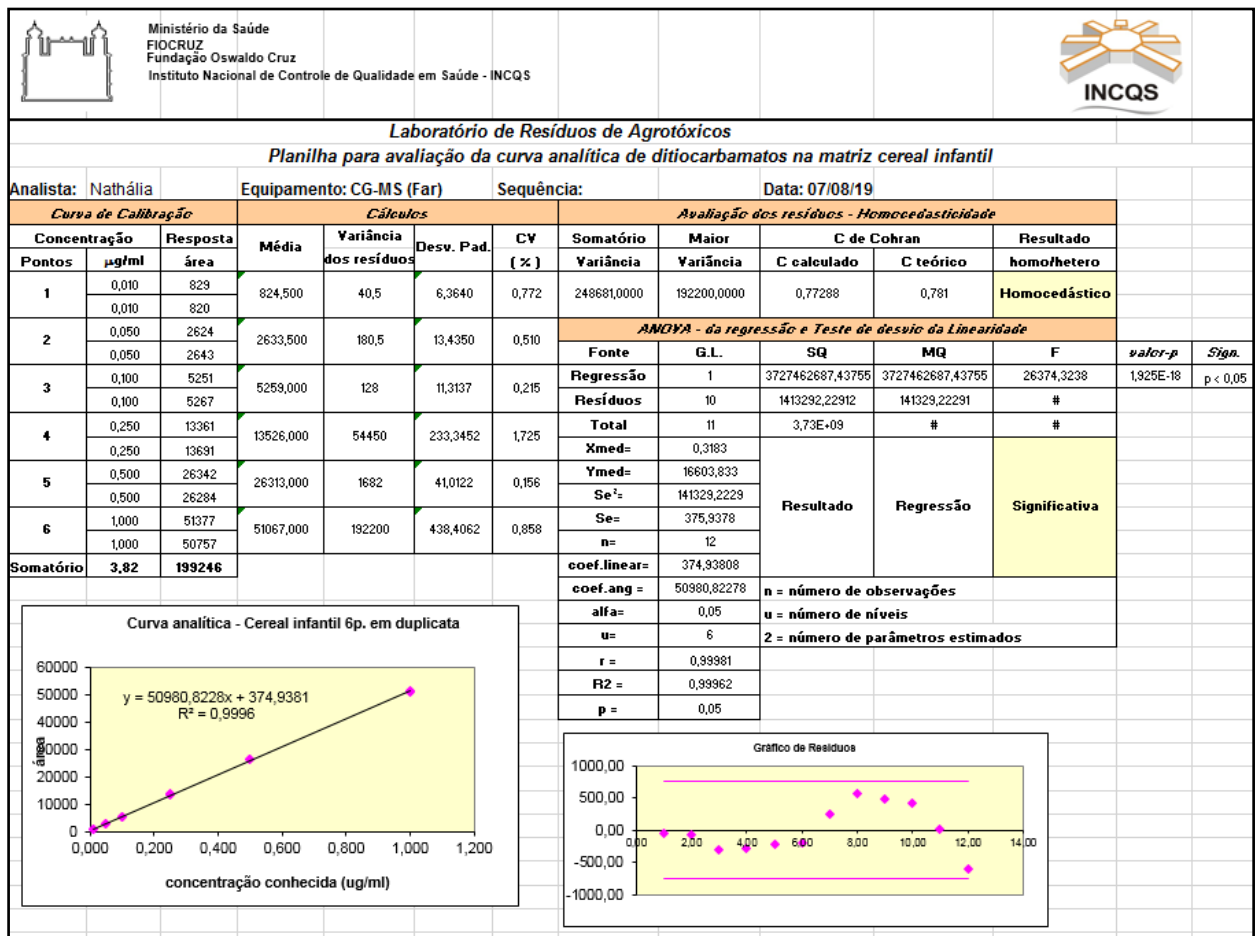 Ministério da Saúde
FIOCRUZ
Fundação Oswaldo Cruz
Instituto Nacional de Controle de Qualidade em Saúde - INCQS
INCQS
Laboratório de Resíduos de Agrotóxicos
Planilha para avaliação da curva analítica de ditiocarbamatos na matriz cereal infantil
Analista: Nathália Equipamento: CG-MS (Far) Sequência: Data: 07/08/19
Curva de Calibração Cálculos Avaliação dos resíduos - Homocedasticidade
Concentração Resposta Média Variância Desv. Pad. CV Somatório Maior C de Cohran Resultado
Pontos µg/ml área dos resíduos ( % ) Variância Variância C calculado C teórico homo/hetero
1 0,010 829 824,500 40,5 6,3640 0,772 248681,0000 192200,0000 0,77288 0,781 Homocedástico
0,010 820
2 0,050 2624 2633,500 180,5 13,4350 0,510 ANOVA - da regressão e Teste de desvio da Linearidade
0,050 2643 Fonte G.L. SQ MQ F valor-p Sign.
3 0,100 5251 5259,000 128 11,3137 0,215 Regressão 1 3727462687,43755 3727462687,43755 26374,3238 1,925E-18 p < 0,05
0,100 5267 Resíduos 10 1413292,22912 141329,22291 #
4 0,250 13361 13526,000 54450 233,3452 1,725 Total 11 3,73E+09 # #
0,250 13691 Xmed= 0,3183
5 0,500 26342 26313,000 1682 41,0122 0,156 Ymed= 16603,833
0,500 26284 Se²= 141329,2229 Resultado Regressão Significativa
6 1,000 51377 51067,000 192200 438,4062 0,858 Se= 375,9378
1,000 50757 n= 12
Somatório 3,82 199246 coef.linear= 374,93808
coef.ang = 50980,82278 n = número de observações
alfa= 0,05 u = número de níveis
u= 6 2 = número de parâmetros estimados
r = 0,99981
R2 = 0,99962
p = 0,05
Curva analítica - Cereal infantil 6p. em duplicata
y = 50980,8228x + 374,9381
R² = 0,9996
60000
50000
40000
30000
20000
10000
0
área
0,000 0,200 0,400 0,600 0,800 1,000 1,200
concentração conhecida (ug/ml)
Gráfico de Resíduos
1000,00
500,00
0,00
-500,00
-1000,00
0,00 2,00 4,00 6,00 8,00 10,00 12,00 14,00